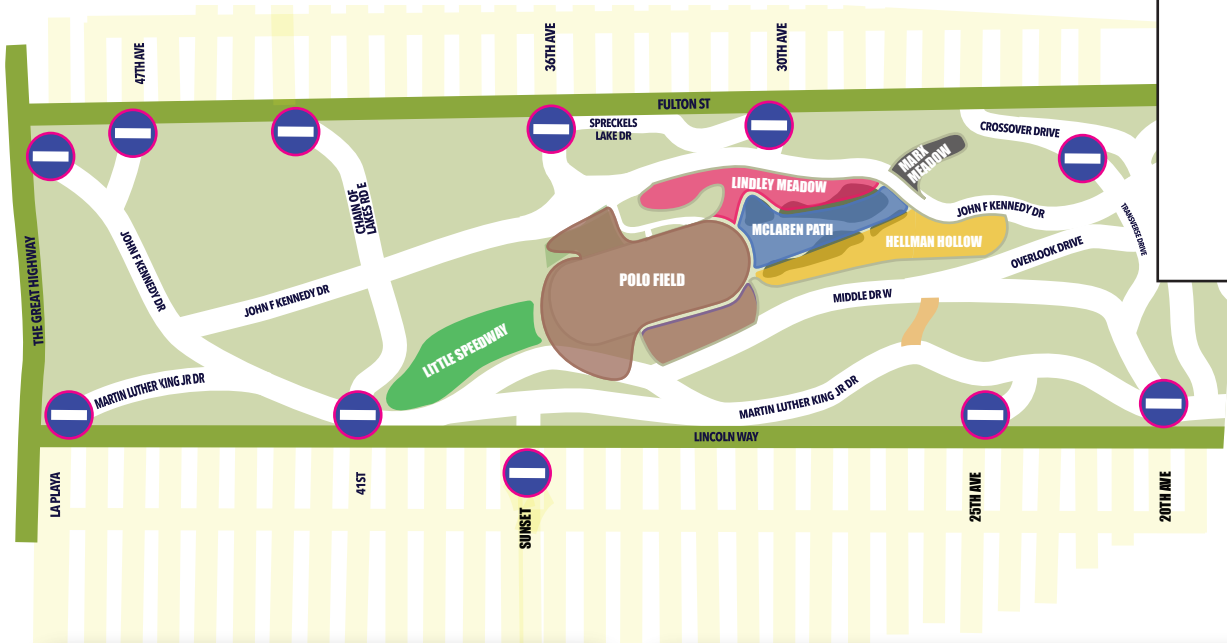 47TH AVE
36TH AVE
30TH AVE
FULTON ST
SPRECKELS
LAKE DR
CROSSOVER DRIVE
MARX
MEADOW
LINDLEY MEADOW
CHAIN OF
LAKES RD E
JOHN F KENNEDY DR
TRANSVERSE DRIVE
MCLAREN PATH
HELLMAN HOLLOW
THE GREAT HIGHWAY
JOHN F KENNEDY DR
OVERLOOK DRIVE
POLO FIELD
JOHN F KENNEDY DR
MIDDLE DR W
LITTLE SPEEDWAY
MARTIN LUTHER KING JR DR
MARTIN LUTHER KING JR DR
LINCOLN WAY
LA PLAYA
41ST
SUNSET
25TH AVE
20TH AVE